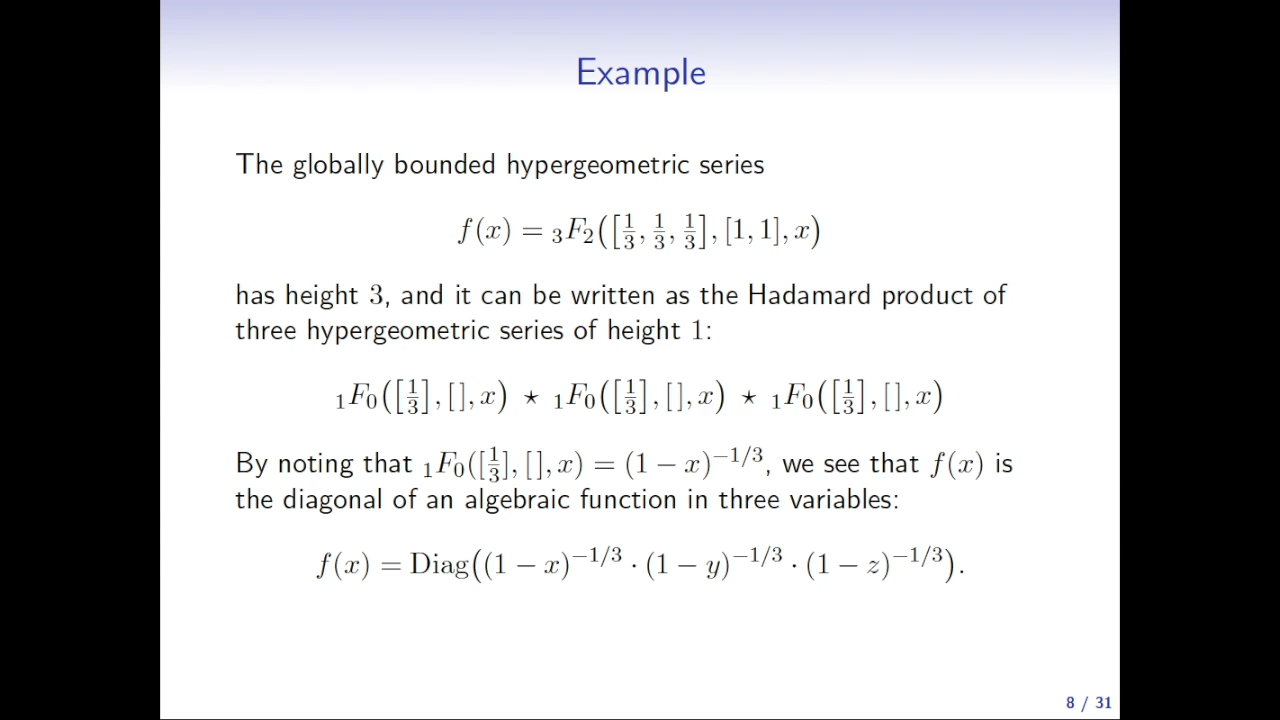 Example
The globally bounded hypergeometric series
f(x) = ₃F₂([1/3, 1/3, 1/3], [1, 1], x)
has height 3, and it can be written as the Hadamard product of
three hypergeometric series of height 1:
₁F₀([1/3], [ ], x) ⋆ ₁F₀([1/3], [ ], x) ⋆ ₁F₀([1/3], [ ], x)
By noting that ₁F₀([1/3], [ ], x) = (1 − x)^{−1/3}, we see that f(x) is
the diagonal of an algebraic function in three variables:
f(x) = Diag((1 − x)^{−1/3} · (1 − y)^{−1/3} · (1 − z)^{−1/3}).
8 / 31